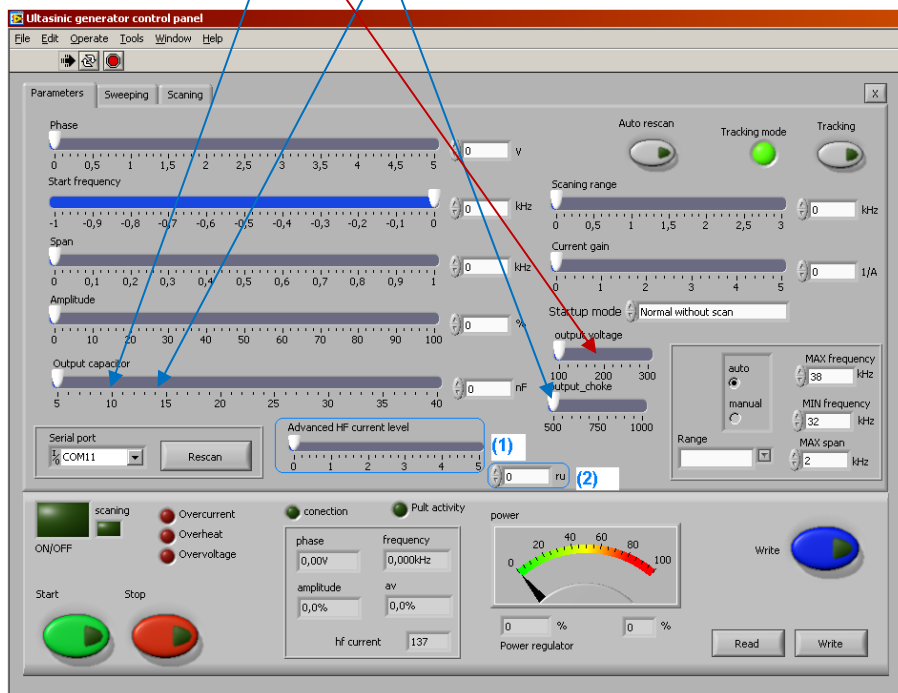 Ultasinic generator control panel
File Edit Operate Tools Window Help
Parameters Sweeping Scaning X
Phase
0 0,5 1 1,5 2 2,5 3 3,5 4 4,5 5
0 V
Start frequency
-1 -0,9 -0,8 -0,7 -0,6 -0,5 -0,4 -0,3 -0,2 -0,1 0
0 kHz
Span
0 0,1 0,2 0,3 0,4 0,5 0,6 0,7 0,8 0,9 1
0 kHz
Amplitude
0 10 20 30 40 50 60 70 80 90 100
0 %
Output capacitor
5 10 15 20 25 30 35 40
0 nF
Auto rescan Tracking mode Tracking
Scaning range
0 0,5 1 1,5 2 2,5 3
0 kHz
Current gain
0 1 2 3 4 5
0 1/A
Startup mode Normal without scan
output voltage
100 200 300
output_choke
500 750 1000
auto
manual
Range
MAX frequency
38 kHz
MIN frequency
32 kHz
MAX span
2 kHz
Serial port
COM11
Rescan
Advanced HF current level
0 1 2 3 4 5
(1)
0 ru (2)
scaning
ON/OFF
Overcurrent
Overheat
Overvoltage
Start Stop
conection Pult activity
phase frequency
0,00V 0,000kHz
amplitude av
0,0% 0,0%
hf current 137
power
0 20 40 60 80 100
0 % 0 %
Power regulator
Write
Read Write